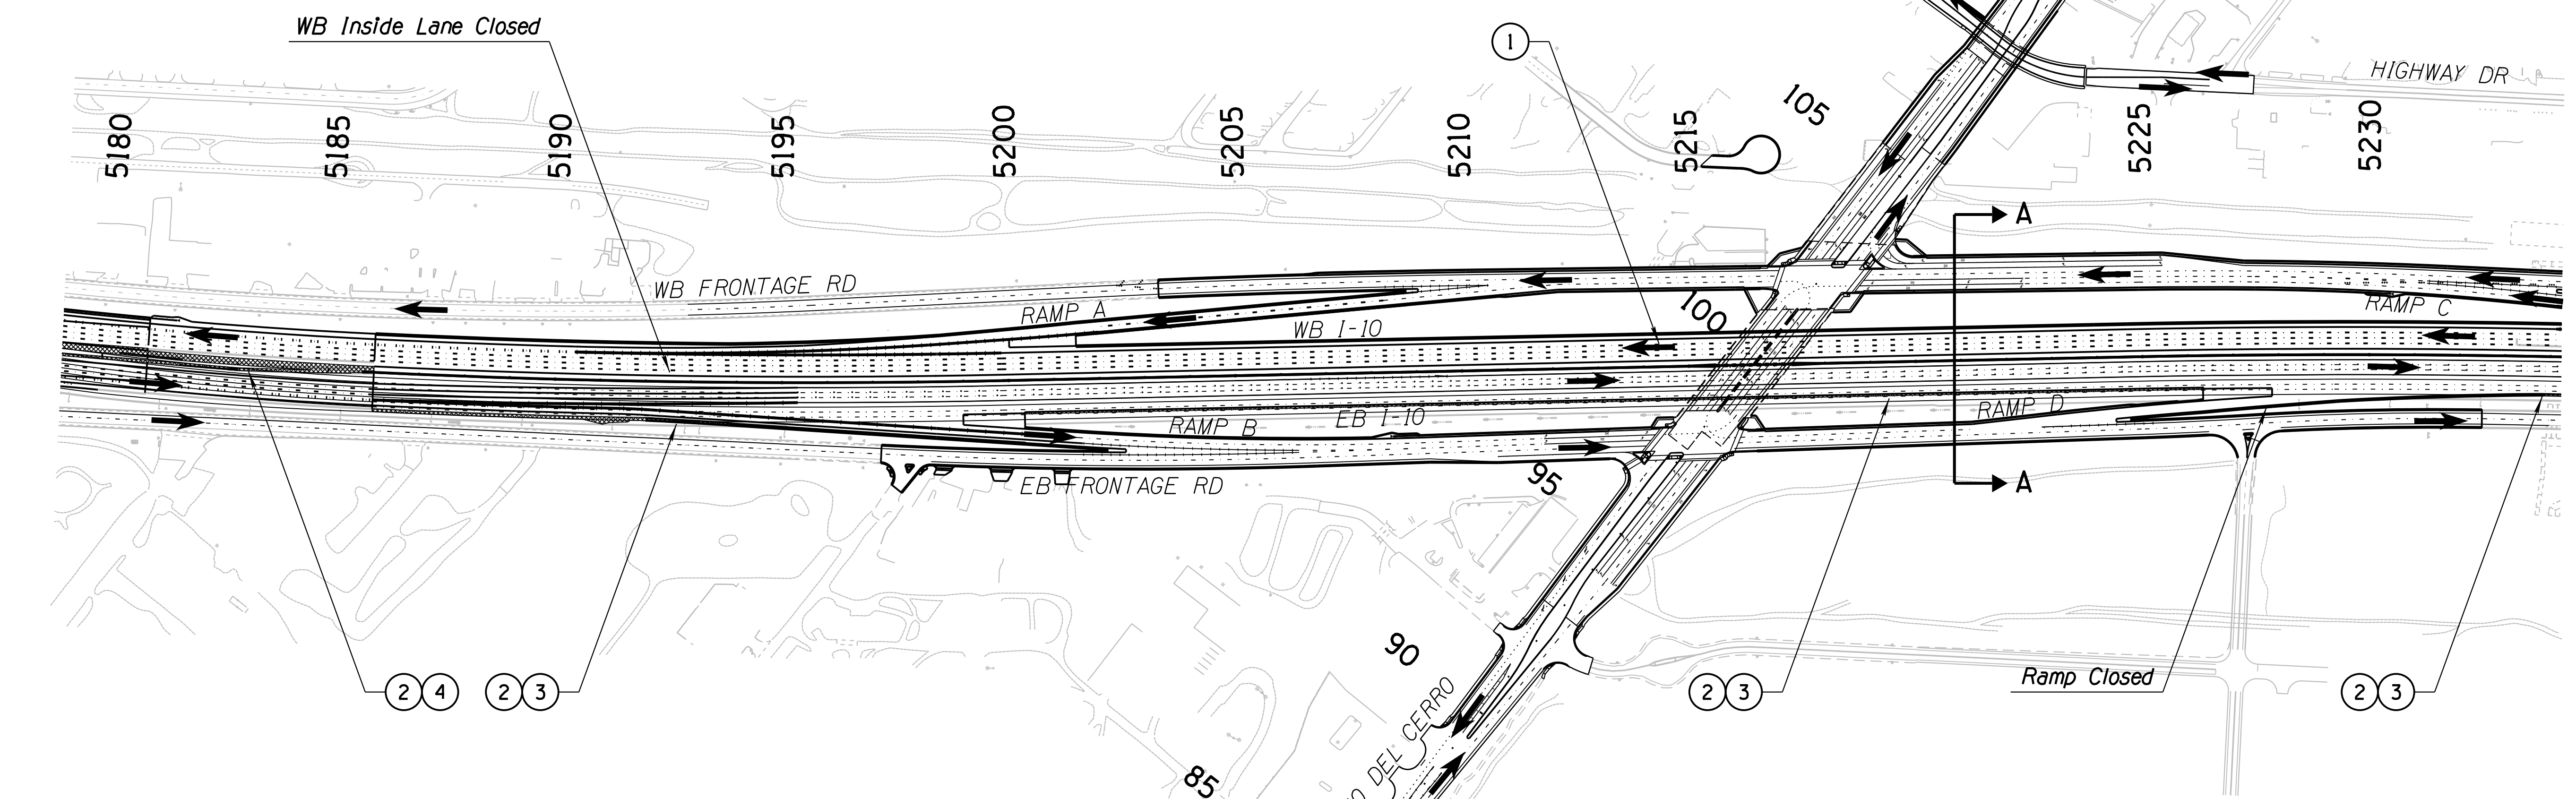 WB Inside Lane Closed
1
HIGHWAY DR
105
5180
5185
5190
5195
5200
5205
5210
5215
5225
5230
A
WB FRONTAGE RD
RAMP A
WB I-10
100
RAMP C
RAMP B
EB I-10
RAMP D
EB FRONTAGE RD
95
A
90
2 4
2 3
2 3
Ramp Closed
2 3
O DEL CERRO
85